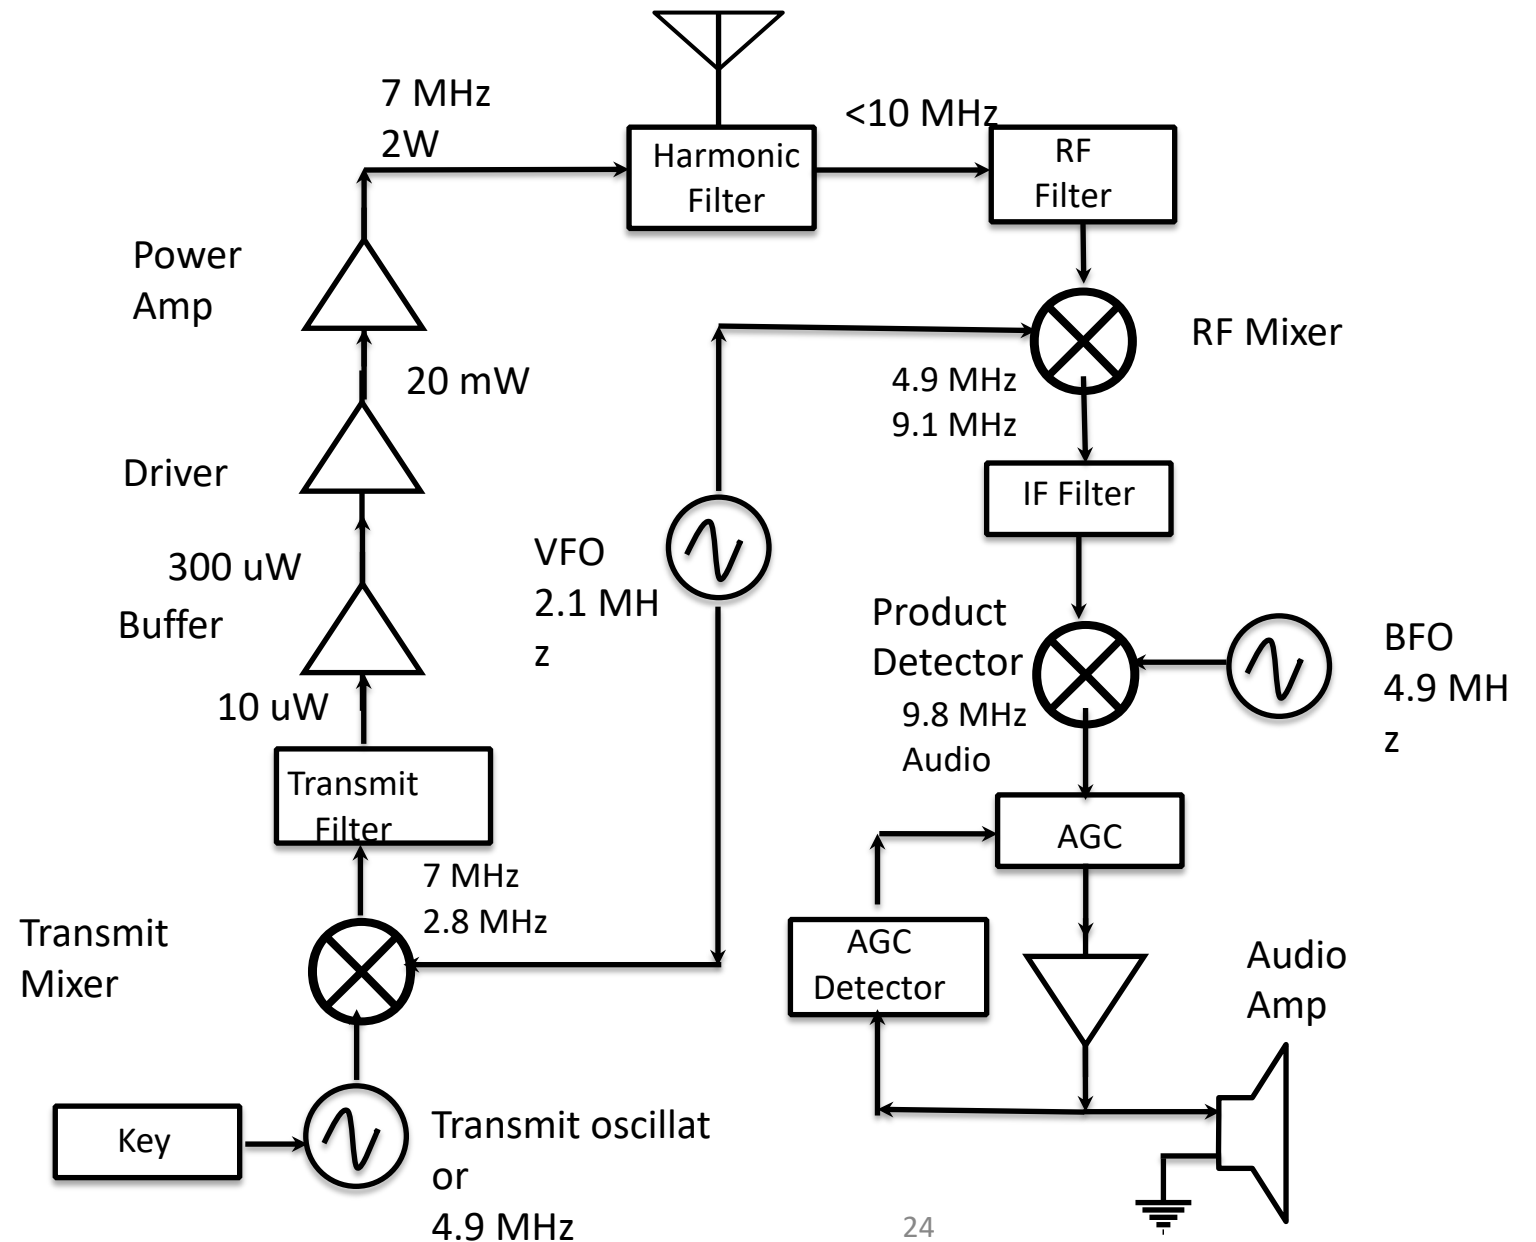 7 MHz
2W
<10 MHz
Harmonic
Filter
RF
Filter
Power
Amp
RF Mixer
20 mW
4.9 MHz
9.1 MHz
Driver
IF Filter
VFO
2.1 MH
z
300 uW
Buffer
Product
Detector
BFO
4.9 MH
z
10 uW
9.8 MHz
Audio
Transmit
Filter
AGC
7 MHz
2.8 MHz
Transmit
Mixer
AGC
Detector
Audio
Amp
Key
Transmit oscillat
or
4.9 MHz
24